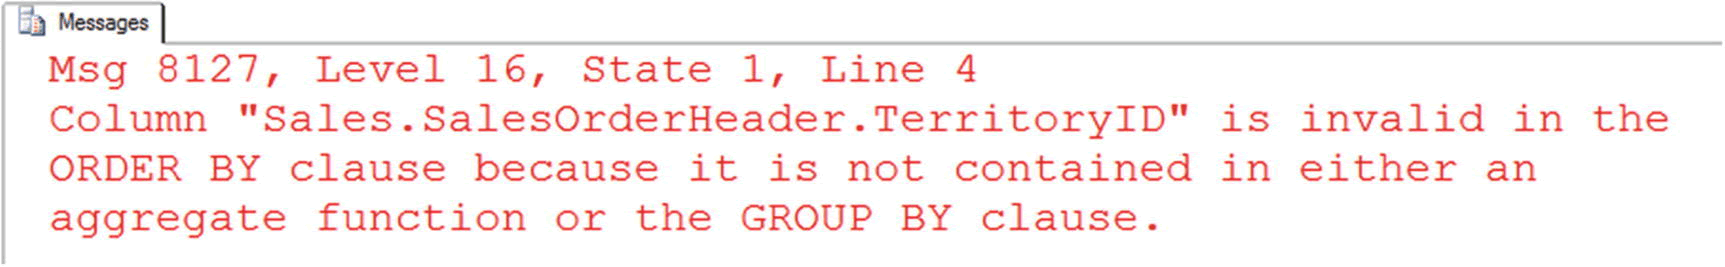 Messages
Msg 8127, Level 16, State 1, Line 4
Column "Sales.SalesOrderHeader.TerritoryID" is invalid in the
ORDER BY clause because it is not contained in either an
aggregate function or the GROUP BY clause.